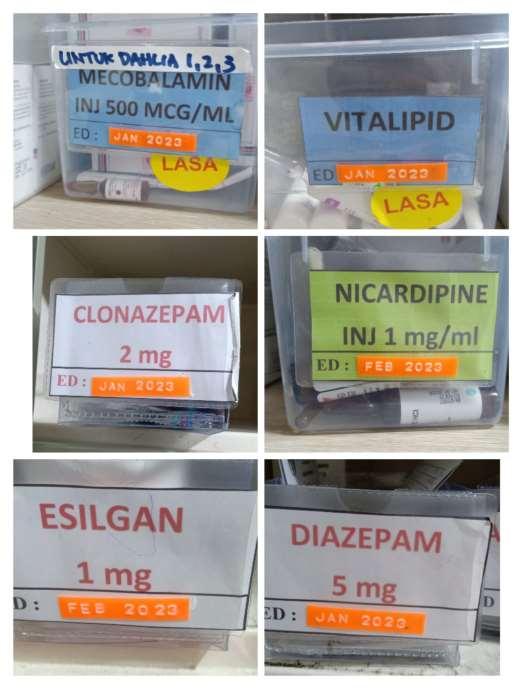 UNTUK DAHLIA 1,2,3
MECOBALAMIN
INJ 500 MCG/ML
ED : JAN 2023
LASA
VITALIPID
ED JAN 2023
LASA
CLONAZEPAM
2 mg
ED : JAN 2023
NICARDIPINE
INJ 1 mg/ml
ED : FEB 2023
ESILGAN
1 mg
D : FEB 2023
DIAZEPAM
5 mg
ED : JAN 2023